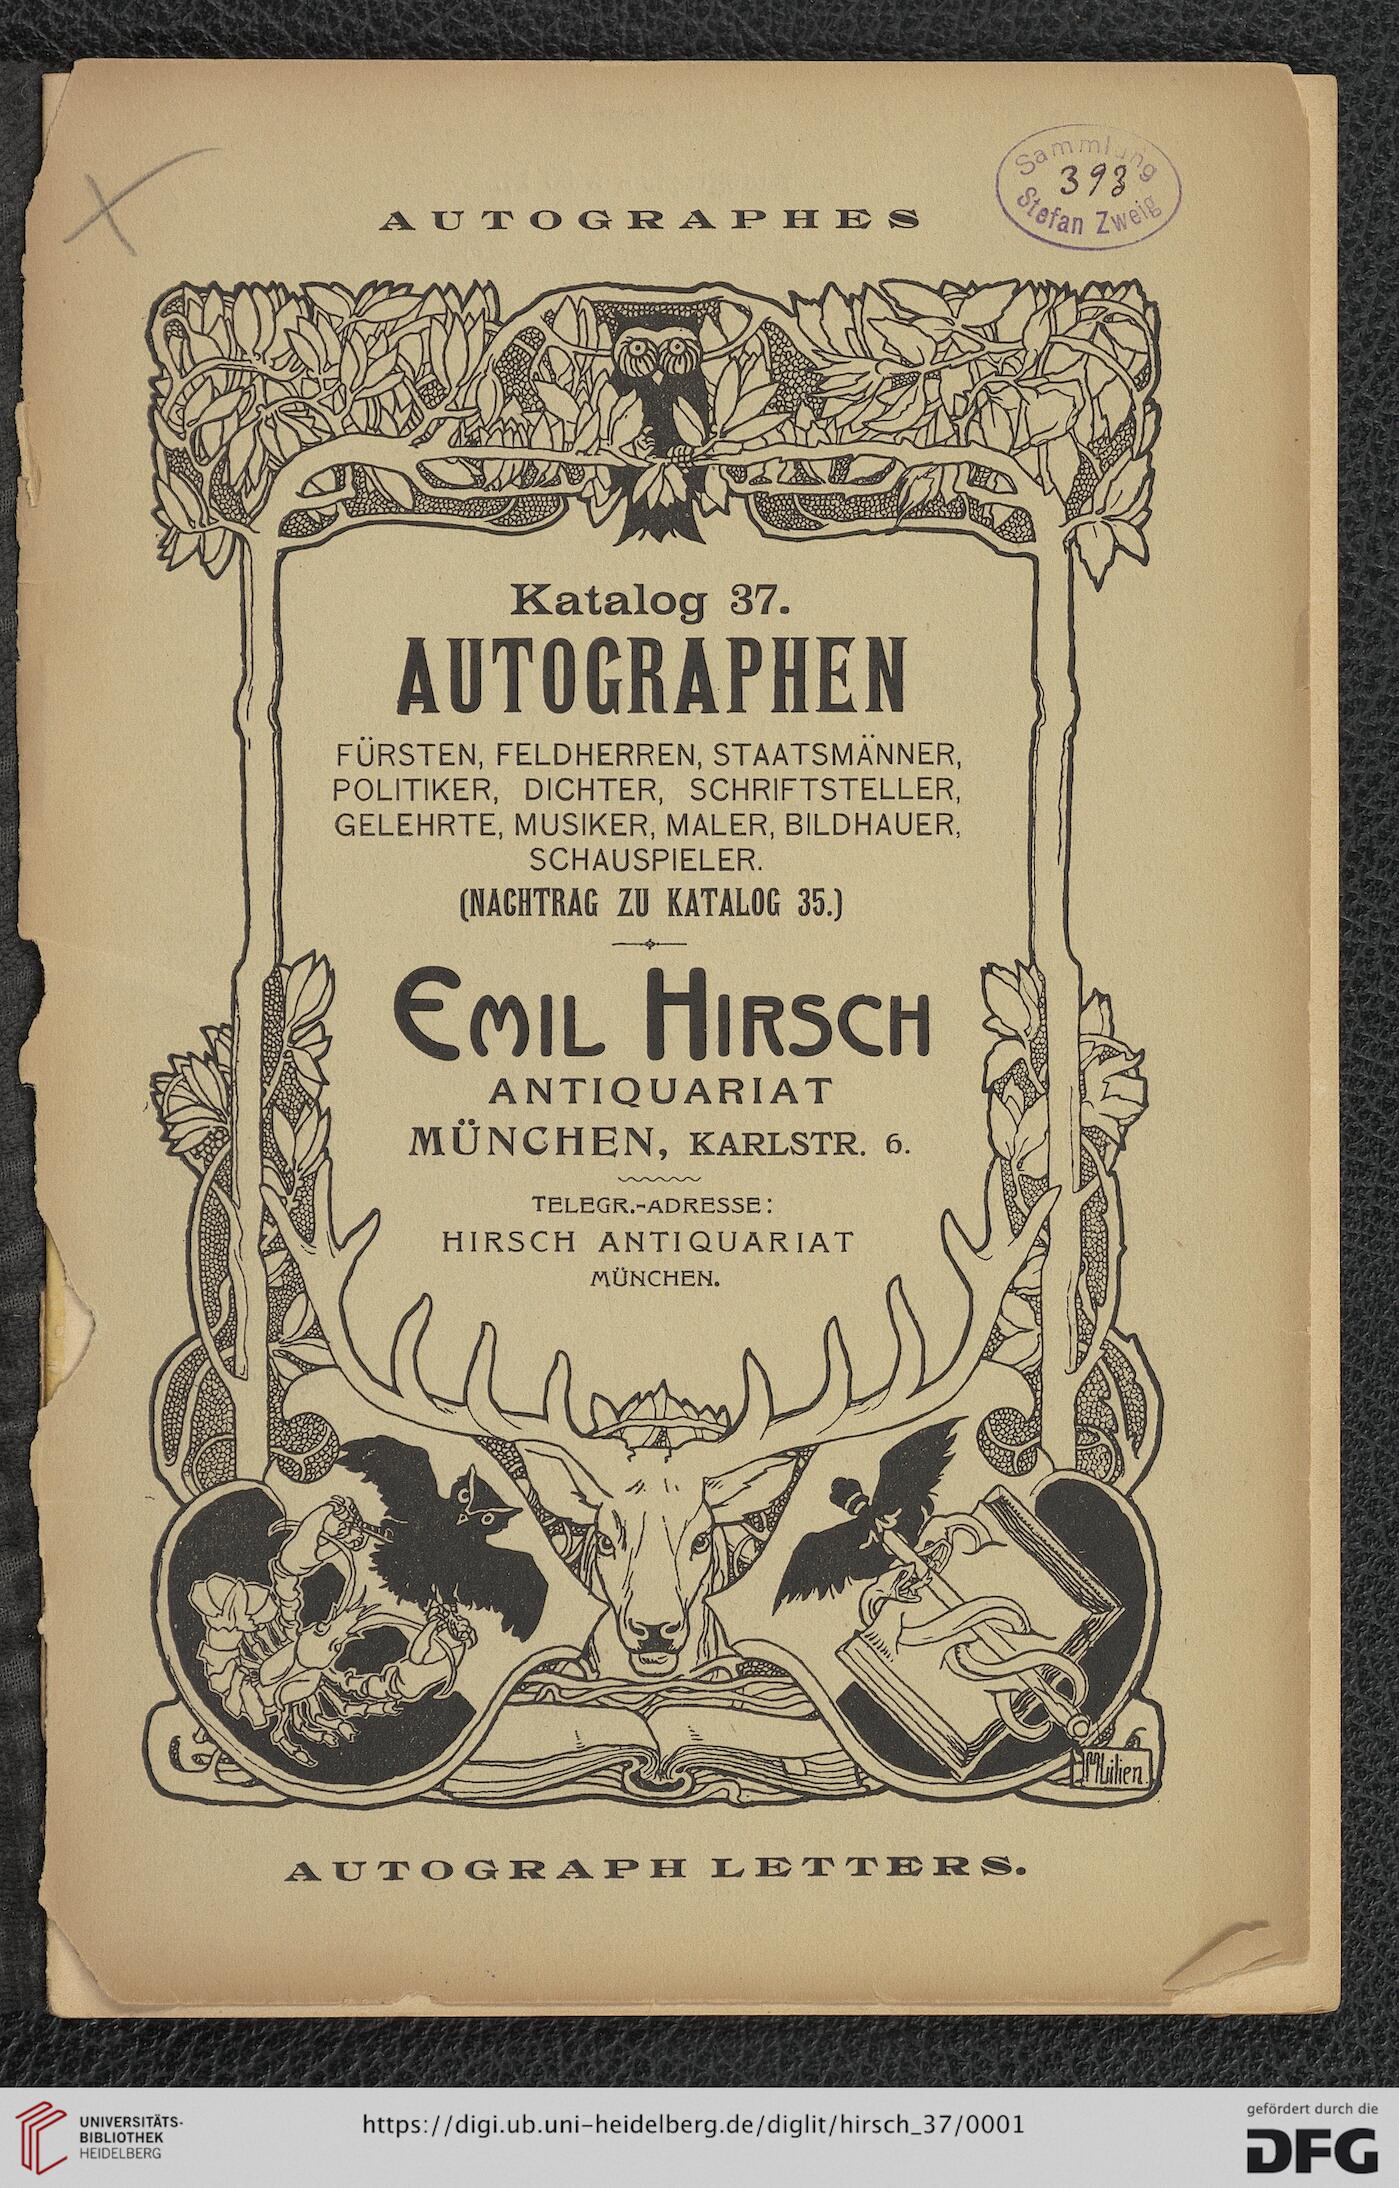 Sammlung
393
Stefan Zweig
AUTOGRAPHES
Katalog 37.
AUTOGRAPHEN
FÜRSTEN, FELDHERREN, STAATSMÄNNER,
POLITIKER, DICHTER, SCHRIFTSTELLER,
GELEHRTE, MUSIKER, MALER, BILDHAUER,
SCHAUSPIELER.
(NACHTRAG ZU KATALOG 35.)
EMIL HIRSCH
ANTIQUARIAT
MÜNCHEN, KARLSTR. 6.
TELEGR.-ADRESSE:
HIRSCH ANTIQUARIAT
MÜNCHEN.
MLilien
AUTOGRAPH LETTERS.
UNIVERSITÄTS-
BIBLIOTHEK
HEIDELBERG
https://digi.ub.uni-heidelberg.de/diglit/hirsch_37/0001
gefördert durch die
DFG